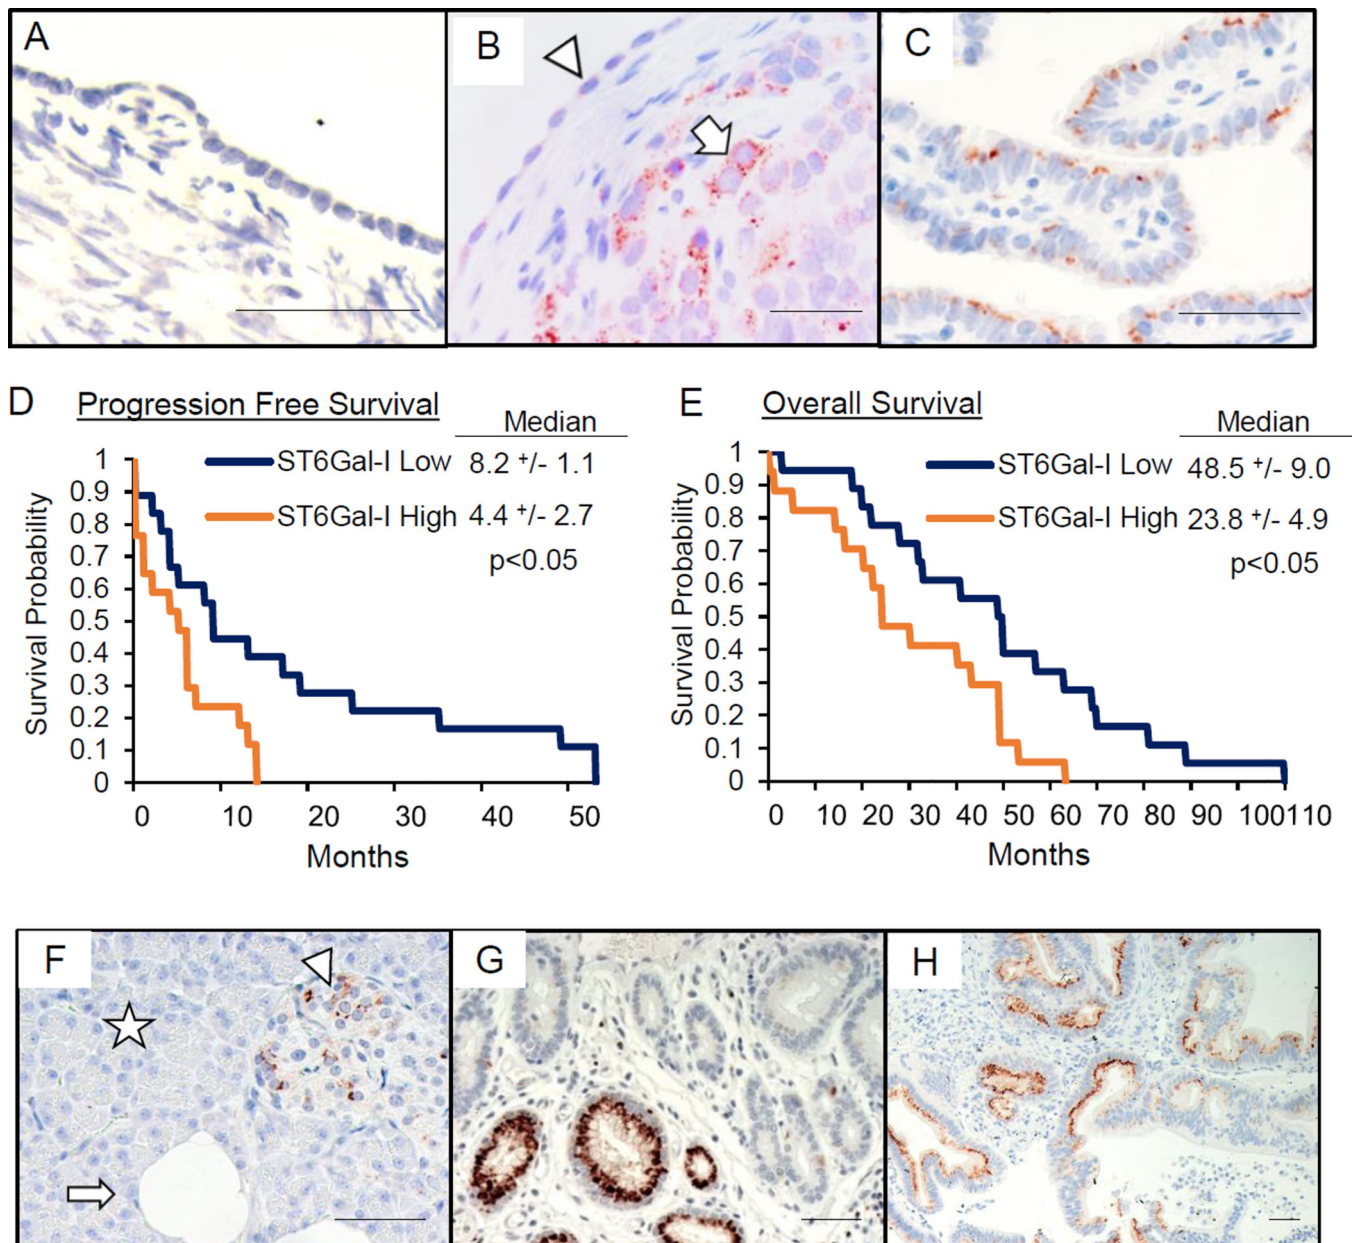 A
B
C
D
Progression Free Survival
Median
ST6Gal-I Low 8.2 +/- 1.1
ST6Gal-I High 4.4 +/- 2.7
p<0.05
Survival Probability
1
0.9
0.8
0.7
0.6
0.5
0.4
0.3
0.2
0.1
0
0 10 20 30 40 50
Months
E
Overall Survival
Median
ST6Gal-I Low 48.5 +/- 9.0
ST6Gal-I High 23.8 +/- 4.9
p<0.05
Survival Probability
1
0.9
0.8
0.7
0.6
0.5
0.4
0.3
0.2
0.1
0
0 10 20 30 40 50 60 70 80 90 100 110
Months
F
G
H